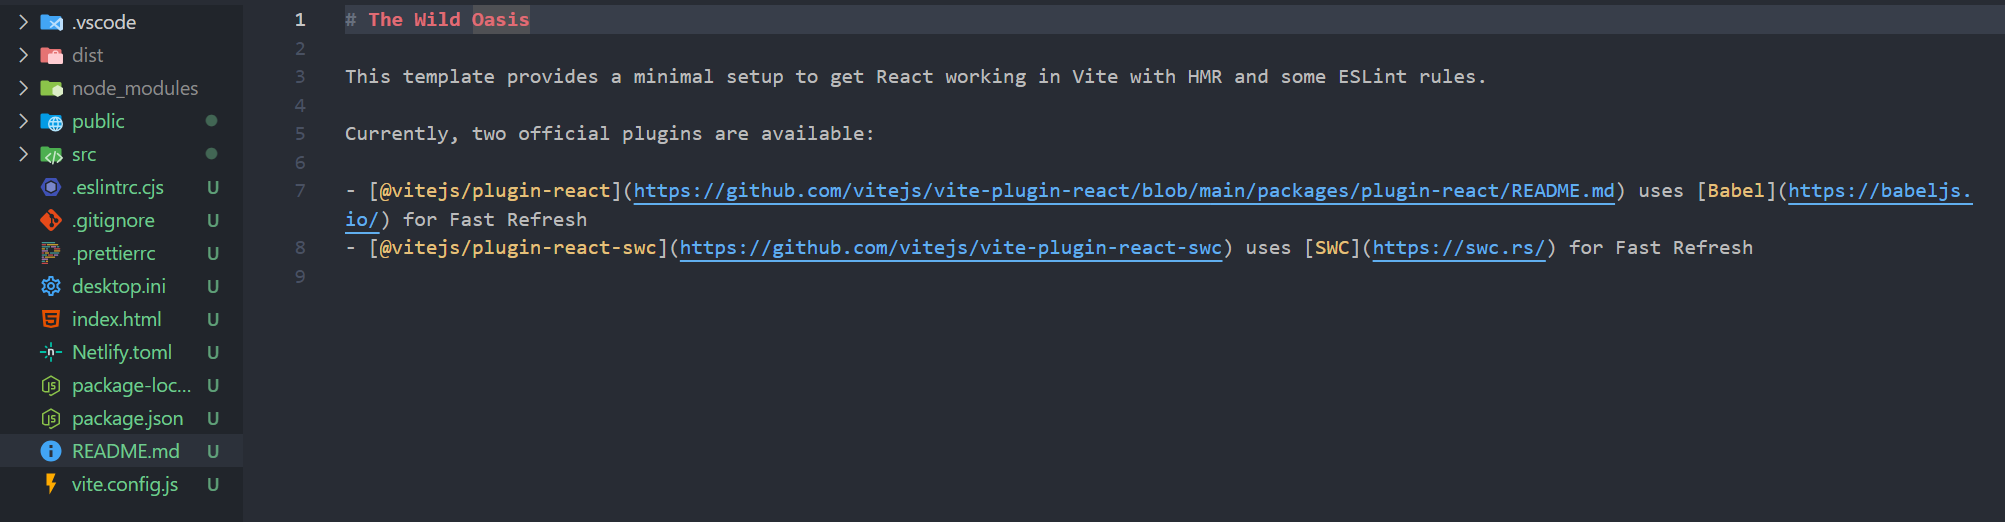 .vscode
dist
node_modules
public
src
.eslintrc.cjs U
.gitignore U
.prettierrc U
desktop.ini U
index.html U
Netlify.toml U
package-loc... U
package.json U
README.md U
vite.config.js U
1 # The Wild Oasis
2
3 This template provides a minimal setup to get React working in Vite with HMR and some ESLint rules.
4
5 Currently, two official plugins are available:
6
7 - [@vitejs/plugin-react](https://github.com/vitejs/vite-plugin-react/blob/main/packages/plugin-react/README.md) uses [Babel](https://babeljs.
io/) for Fast Refresh
8 - [@vitejs/plugin-react-swc](https://github.com/vitejs/vite-plugin-react-swc) uses [SWC](https://swc.rs/) for Fast Refresh
9